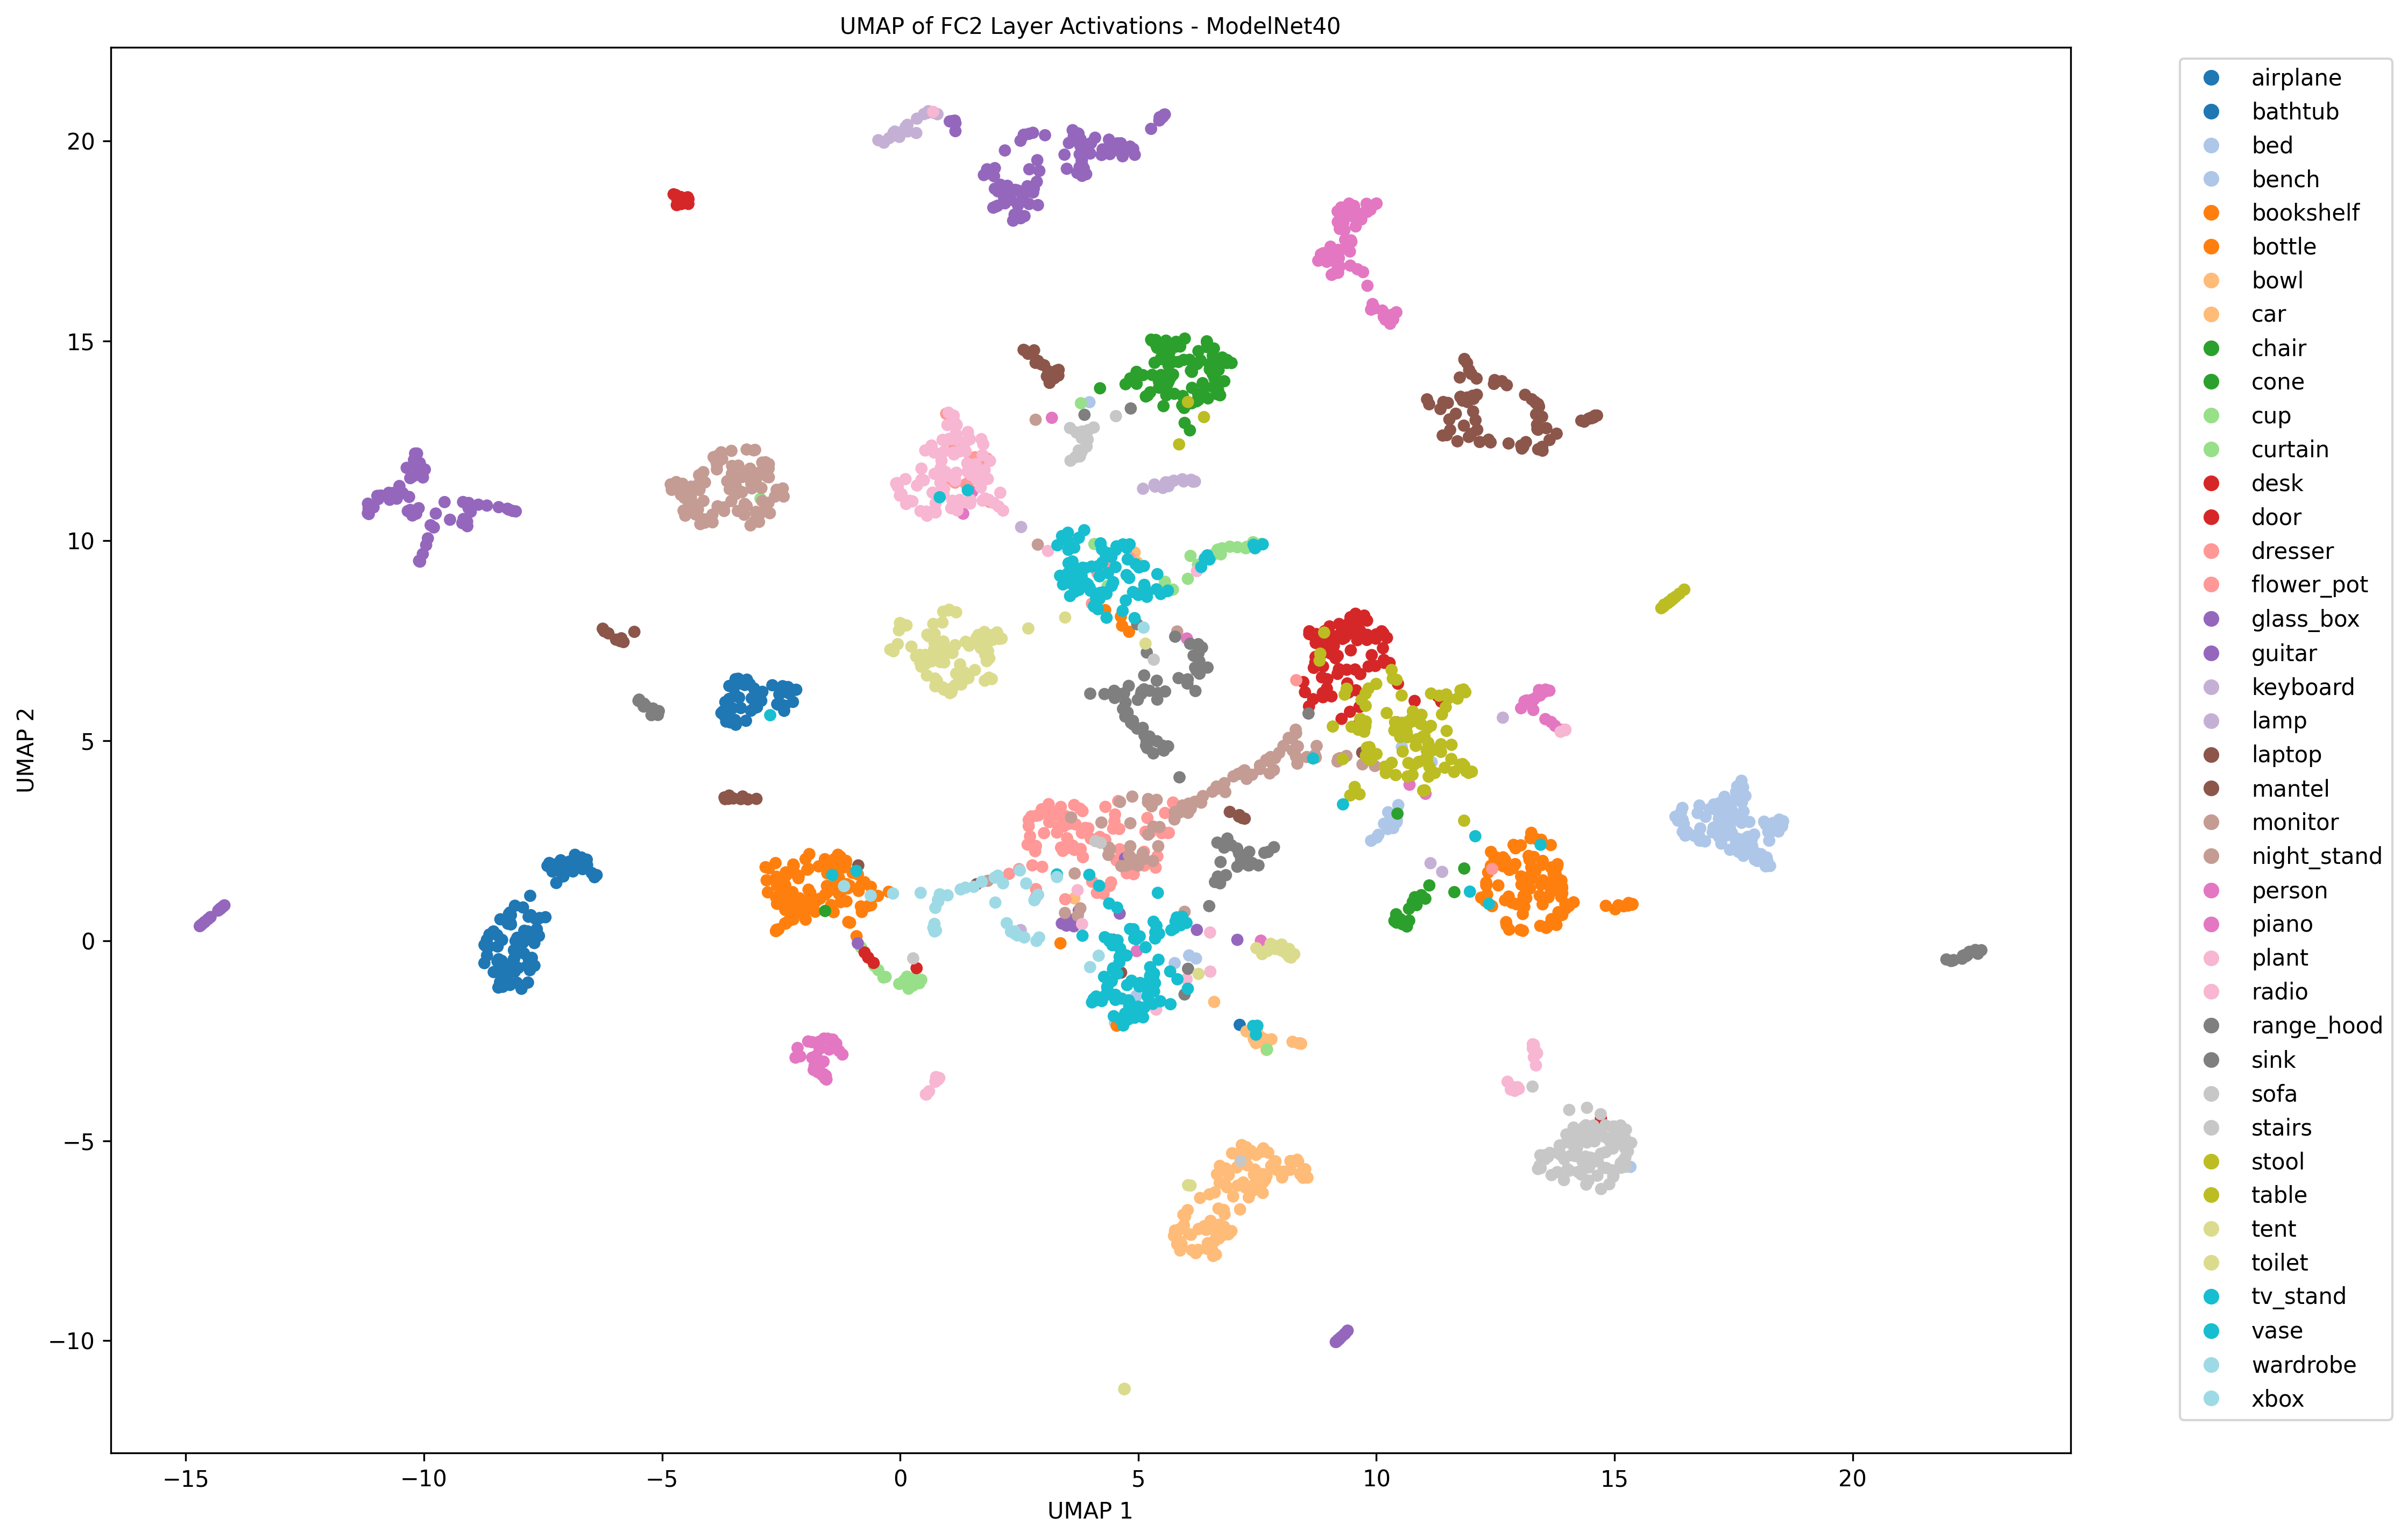 UMAP of FC2 Layer Activations - ModelNet40
UMAP 2
20
15
10
5
0
−5
−10
−15
−10
−5
0
5
10
15
20
UMAP 1
airplane
bathtub
bed
bench
bookshelf
bottle
bowl
car
chair
cone
cup
curtain
desk
door
dresser
flower_pot
glass_box
guitar
keyboard
lamp
laptop
mantel
monitor
night_stand
person
piano
plant
radio
range_hood
sink
sofa
stairs
stool
table
tent
toilet
tv_stand
vase
wardrobe
xbox